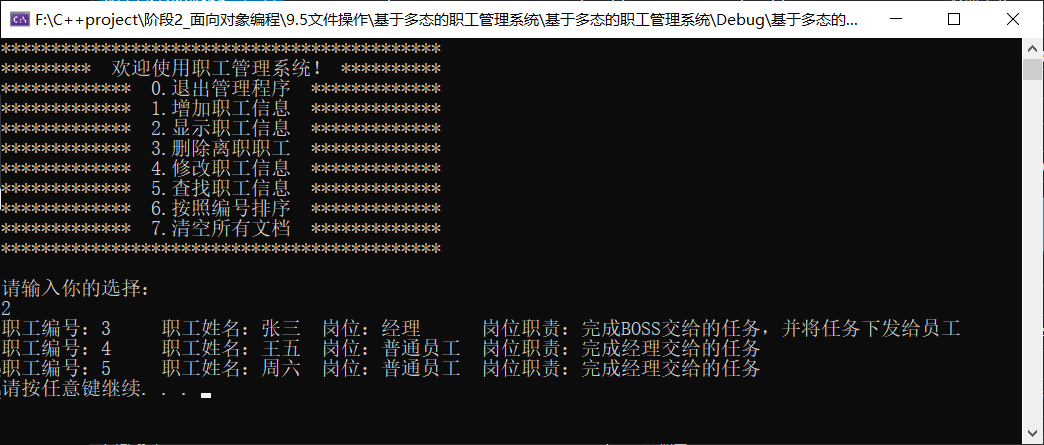 F:\C++project\阶段2_面向对象编程\9.5文件操作\基于多态的职工管理系统\基于多态的职工管理系统\Debug\基于多态的...
********************************************
*********  欢迎使用职工管理系统！ **********
*************  0.退出管理程序  *************
*************  1.增加职工信息  *************
*************  2.显示职工信息  *************
*************  3.删除离职职工  *************
*************  4.修改职工信息  *************
*************  5.查找职工信息  *************
*************  6.按照编号排序  *************
*************  7.清空所有文档  *************
********************************************
请输入你的选择：
2
职工编号：3     职工姓名：张三  岗位：经理      岗位职责：完成BOSS交给的任务，并将任务下发给员工
职工编号：4     职工姓名：王五  岗位：普通员工  岗位职责：完成经理交给的任务
职工编号：5     职工姓名：周六  岗位：普通员工  岗位职责：完成经理交给的任务
请按任意键继续. . .